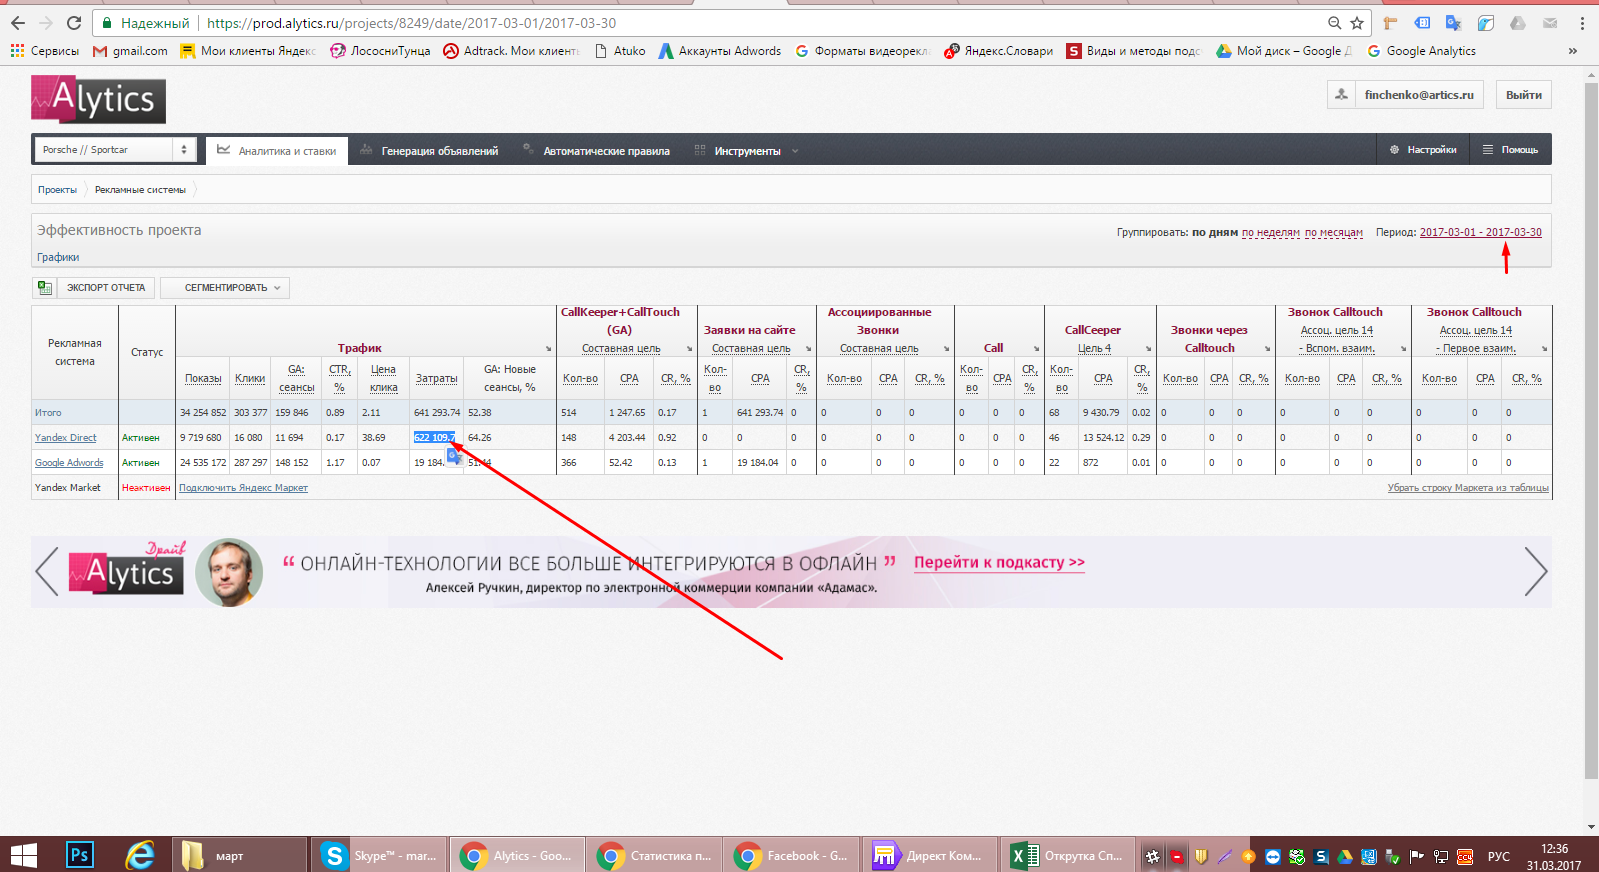 Надежный
https://prod.alytics.ru/projects/8249/date/2017-03-01/2017-03-30
Сервисы
gmail.com
Мои клиенты Яндекс
ЛососниТунца
Adtrack. Мои клиенть
Atuko
Аккаунты Adwords
Форматы видеорекл
Яндекс.Словари
Виды и методы подс
Мой диск – Google Д
Google Analytics
Alytics
finchenko@artics.ru
Выйти
Porsche // Sportcar
Аналитика и ставки
Генерация объявлений
Автоматические правила
Инструменты
Настройки
Помощь
Проекты
Рекламные системы
Эффективность проекта
Группировать: по дням по неделям по месяцам
Период: 2017-03-01 - 2017-03-30
Графики
ЭКСПОРТ ОТЧЕТА
СЕГМЕНТИРОВАТЬ
Рекламная система
Статус
Трафик
CallKeeper+CallTouch (GA)
Составная цель
Заявки на сайте
Составная цель
Ассоциированные Звонки
Составная цель
Call
CallCeeper
Цель 4
Звонки через Calltouch
Звонок Calltouch
Ассоц. цель 14
- Вспом. взаим.
Звонок Calltouch
Ассоц. цель 14
- Первое взаим.
Показы Клики GA: сеансы CTR, % Цена клика Затраты GA: Новые сеансы, % Кол-во CPA CR, % Кол-во CPA CR, % Кол-во CPA CR, % Кол-во CPA CR, % Кол-во CPA CR, % Кол-во CPA CR, % Кол-во CPA CR, % Кол-во CPA CR, %
Итого 34 254 852 303 377 159 846 0.89 2.11 641 293.74 52.38 514 1 247.65 0.17 1 641 293.74 0 0 0 0 0 0 0 68 9 430.79 0.02 0 0 0 0 0 0 0 0 0
Yandex Direct Активен 9 719 680 16 080 11 694 0.17 38.69 622 109.7 64.26 148 4 203.44 0.92 0 0 0 0 0 0 0 0 0 46 13 524.12 0.29 0 0 0 0 0 0 0 0 0
Google Adwords Активен 24 535 172 287 297 148 152 1.17 0.07 19 184. 51.44 366 52.42 0.13 1 19 184.04 0 0 0 0 0 0 0 22 872 0.01 0 0 0 0 0 0 0 0 0
Yandex Market Неактивен Подключить Яндекс Маркет Убрать строку Маркета из таблицы
Драйв
Alytics
“ ОНЛАЙН-ТЕХНОЛОГИИ ВСЕ БОЛЬШЕ ИНТЕГРИРУЮТСЯ В ОФЛАЙН ”
Перейти к подкасту >>
Алексей Ручкин, директор по электронной коммерции компании «Адамас».
Ps
март
Skype™ - mar...
Alytics - Goo...
Статистика п...
Facebook - G...
Директ Ком...
Открутка Сп...
РУС
12:36
31.03.2017